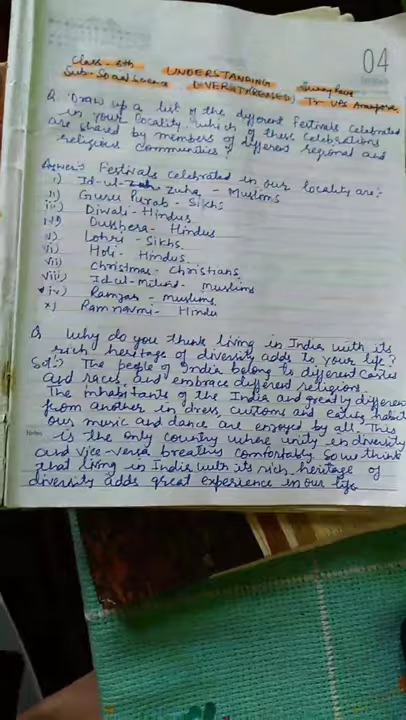 04
Class - 6th UNDERSTANDING
Sub-Social Science DIVERSITY(REVISED)
Q. Draw up a list of the different Festivals celebrated
in your locality. which of these celebrations
are shared by members of different regional and
religious communities?
Answer:- Festivals celebrated in our locality are:-
i) Id-ul-zuha - Muslims
ii) Guru Purab - Sikhs
iii) Diwali - Hindus
iv) Dusshera - Hindus
v) Lohri - Sikhs
vi) Holi - Hindus
vii) Christmas - Christians
viii) Id-ul-Milad - muslims
ix) Ramzan - muslims
x) Ramnavmi - Hindu
Q Why do you think living in India with its
rich heritage of diversity adds to your life?
Sol:- The people of India belong to different castes
and races, and embrace different religions.
The inhabitants of the India and greatly different
from another in dress, customs and eating habits
our music and dance are enjoyed by all, This
Notes
is the only country where unity in diversity
and vice-versa breaths comfortably. So we think
that living in India with its rich heritage of
diversity adds great experience in our life